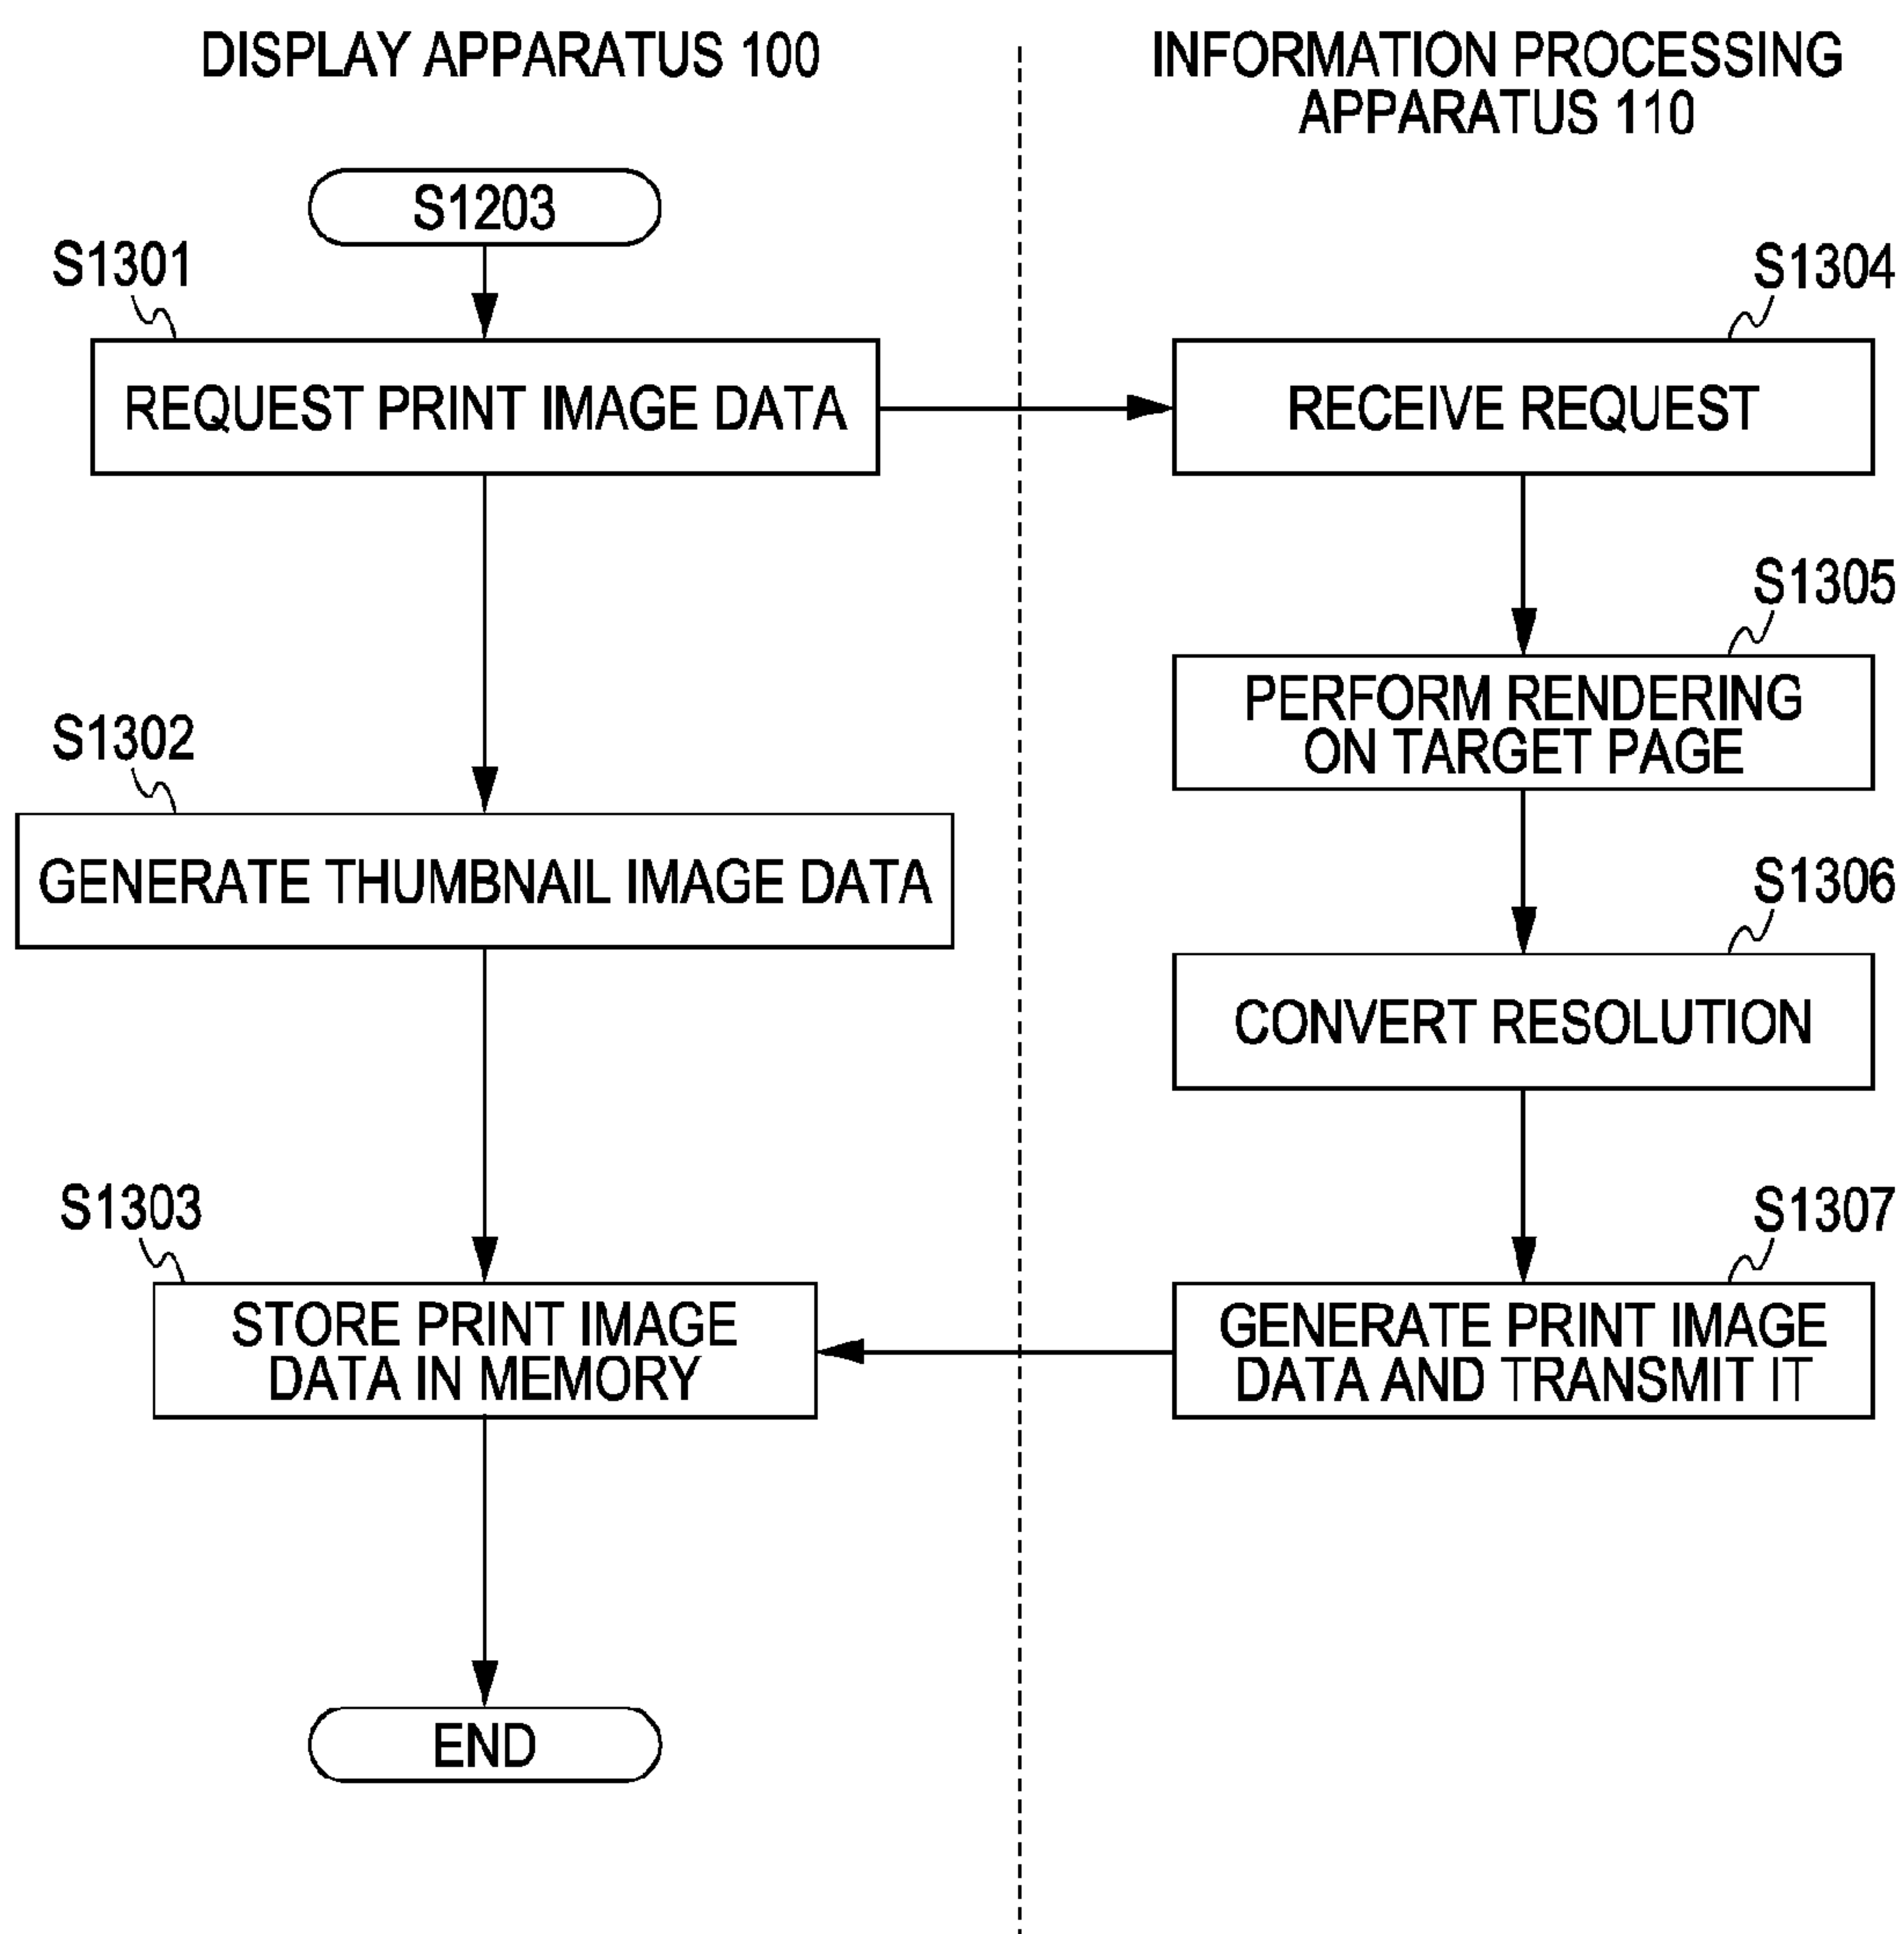 DISPLAY APPARATUS 100
INFORMATION PROCESSING
APPARATUS 110
S1203
S1301
REQUEST PRINT IMAGE DATA
S1304
RECEIVE REQUEST
S1305
PERFORM RENDERING
ON TARGET PAGE
S1302
GENERATE THUMBNAIL IMAGE DATA
S1306
CONVERT RESOLUTION
S1303
STORE PRINT IMAGE
DATA IN MEMORY
S1307
GENERATE PRINT IMAGE
DATA AND TRANSMIT IT
END